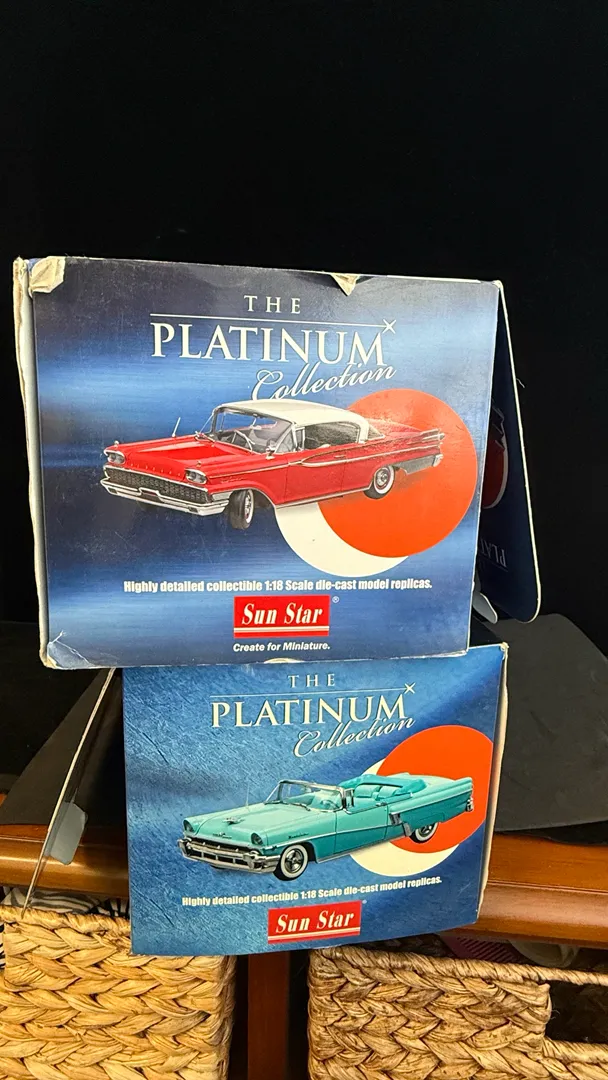 THE
PLATINUM
Collection
Highly detailed collectible 1:18 Scale die-cast model replicas.
Sun Star®
Create for Miniature.
THE
PLATINUM
Collection
Highly detailed collectible 1:18 Scale die-cast model replicas.
Sun Star®